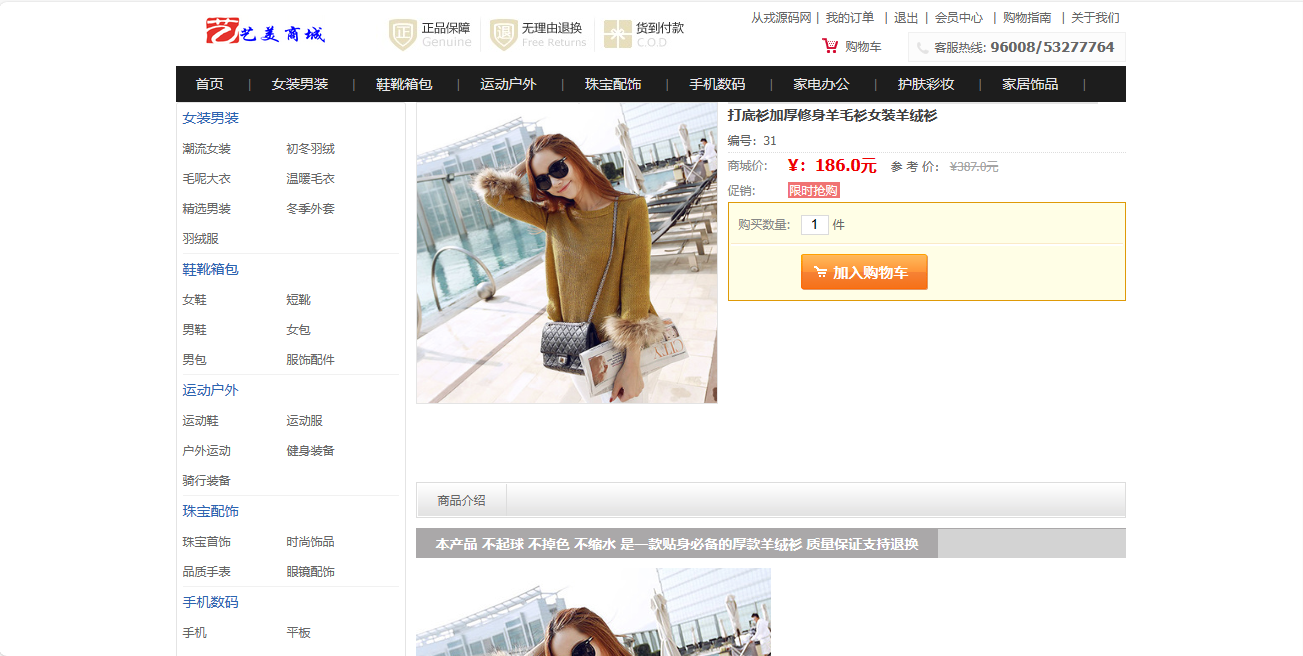 艺 艺美商城
正品保障
Genuine
无理由退换
Free Returns
货到付款
C.O.D
从戎源码网 | 我的订单 | 退出 | 会员中心 | 购物指南 | 关于我们
购物车
客服热线: 96008/53277764
首页 | 女装男装 | 鞋靴箱包 | 运动户外 | 珠宝配饰 | 手机数码 | 家电办公 | 护肤彩妆 | 家居饰品 |
女装男装
潮流女装 初冬羽绒
毛呢大衣 温暖毛衣
精选男装 冬季外套
羽绒服
鞋靴箱包
女鞋 短靴
男鞋 女包
男包 服饰配件
运动户外
运动鞋 运动服
户外运动 健身装备
骑行装备
珠宝配饰
珠宝首饰 时尚饰品
品质手表 眼镜配饰
手机数码
手机 平板
打底衫加厚修身羊毛衫女装羊绒衫
编号: 31
商城价: ¥: 186.0元 参 考 价: ¥387.0元
促销: 限时抢购
购买数量: 1 件
加入购物车
商品介绍
本产品 不起球 不掉色 不缩水 是一款贴身必备的厚款羊绒衫 质量保证支持退换